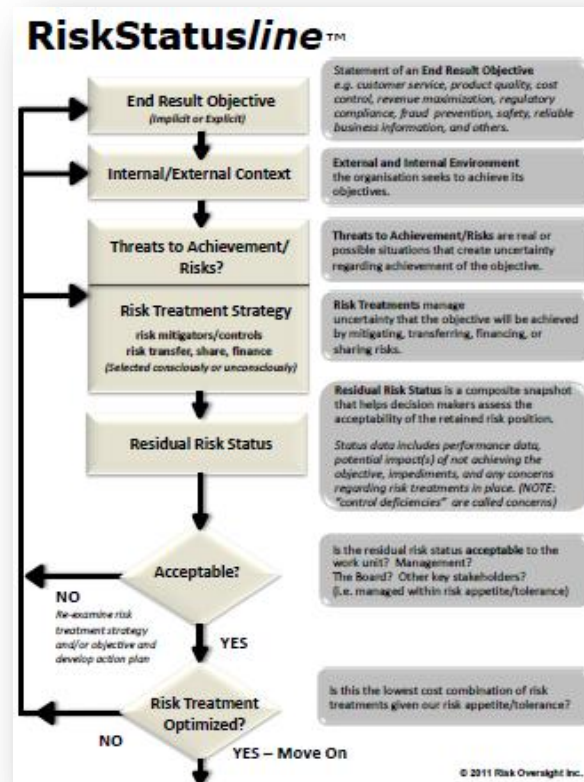 RiskStatusline™
End Result Objective
(Implicit or Explicit)
Statement of an End Result Objective
e.g. customer service, product quality, cost
control, revenue maximization, regulatory
compliance, fraud prevention, safety, reliable
business information, and others.
Internal/External Context
External and Internal Environment
the organisation seeks to achieve its
objectives.
Threats to Achievement/
Risks?
Threats to Achievement/Risks are real or
possible situations that create uncertainty
regarding achievement of the objective.
Risk Treatment Strategy
risk mitigators/controls
risk transfer, share, finance
(Selected consciously or unconsciously)
Risk Treatments manage
uncertainty that the objective will be achieved
by mitigating, transferring, financing, or
sharing risks.
Residual Risk Status
Residual Risk Status is a composite snapshot
that helps decision makers assess the
acceptability of the retained risk position.
Status data includes performance data,
potential impact(s) of not achieving the
objective, impediments, and any concerns
regarding risk treatments in place. (NOTE:
"control deficiencies" are called concerns)
Acceptable?
Is the residual risk status acceptable to the
work unit? Management?
The Board? Other key stakeholders?
(i.e. managed within risk appetite/tolerance)
NO
Re-examine risk
treatment strategy
and/or objective and
develop action plan
YES
Risk Treatment
Optimized?
Is this the lowest cost combination of risk
treatments given our risk appetite/tolerance?
NO
YES – Move On
© 2011 Risk Oversight Inc.